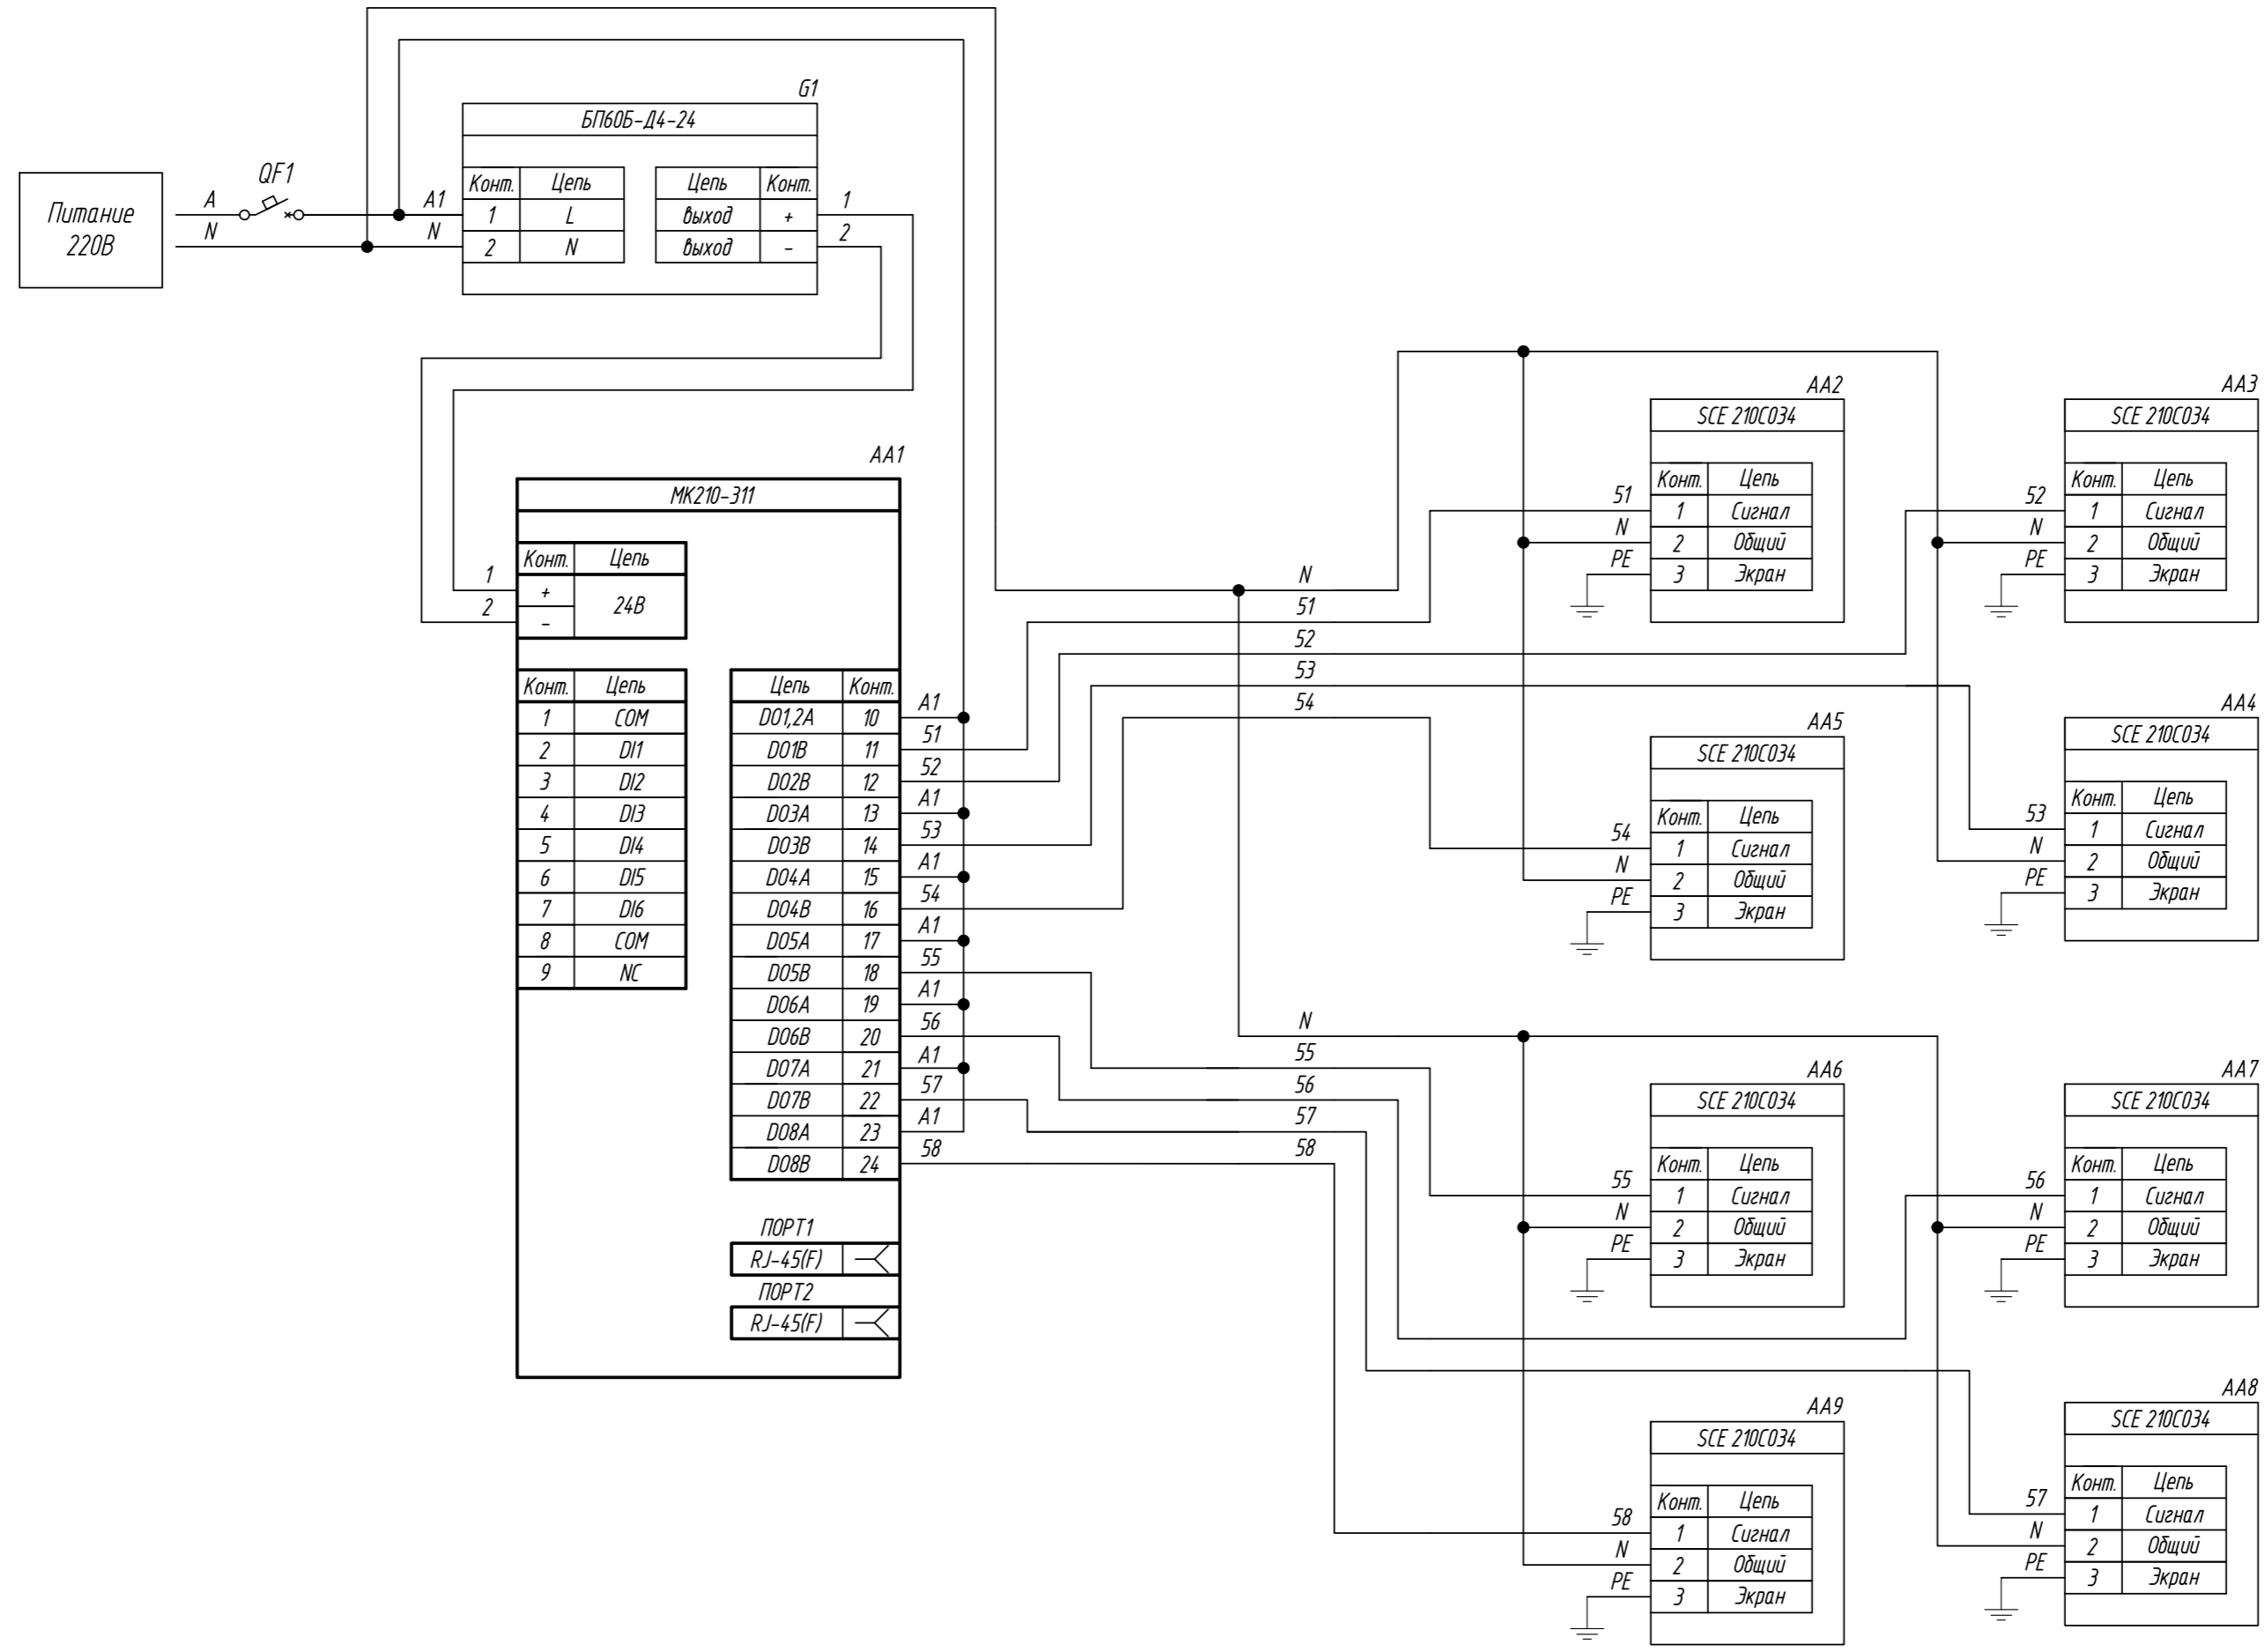 G1
БП60Б-Д4-24
Конт. Цепь Цепь Конт.
1 L выход +
2 N выход -
Питание
220В
QF1
A
N
A1
N
1
2
AA1
МК210-311
Конт. Цепь
+ 24В
-
1
2
Конт. Цепь
1 COM
2 DI1
3 DI2
4 DI3
5 DI4
6 DI5
7 DI6
8 COM
9 NC
Цепь Конт.
DO1,2A 10 A1
DO1B 11 51
DO2B 12 52
DO3A 13 A1
DO3B 14 53
DO4A 15 A1
DO4B 16 54
DO5A 17 A1
DO5B 18 55
DO6A 19 A1
DO6B 20 56
DO7A 21 A1
DO7B 22 57
DO8A 23 A1
DO8B 24 58
ПОРТ1
RJ-45(F)
ПОРТ2
RJ-45(F)
N
51
52
53
54
N
55
56
57
58
AA2
SCE 210C034
Конт. Цепь
51 1 Сигнал
N 2 Общий
PE 3 Экран
AA3
SCE 210C034
Конт. Цепь
52 1 Сигнал
N 2 Общий
PE 3 Экран
AA5
SCE 210C034
Конт. Цепь
54 1 Сигнал
N 2 Общий
PE 3 Экран
AA4
SCE 210C034
Конт. Цепь
53 1 Сигнал
N 2 Общий
PE 3 Экран
AA6
SCE 210C034
Конт. Цепь
55 1 Сигнал
N 2 Общий
PE 3 Экран
AA7
SCE 210C034
Конт. Цепь
56 1 Сигнал
N 2 Общий
PE 3 Экран
AA9
SCE 210C034
Конт. Цепь
58 1 Сигнал
N 2 Общий
PE 3 Экран
AA8
SCE 210C034
Конт. Цепь
57 1 Сигнал
N 2 Общий
PE 3 Экран